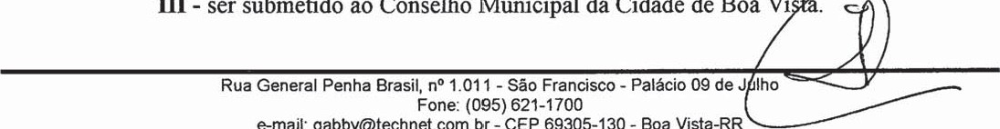 III - ser submetido ao Conselho Municipal da Cidade de Boa Vista.
Rua General Penha Brasil, nº 1.011 - São Francisco - Palácio 09 de Julho
Fone: (095) 621-1700
e-mail: gabbv@technet.com.br - CEP 69305-130 - Boa Vista-RR